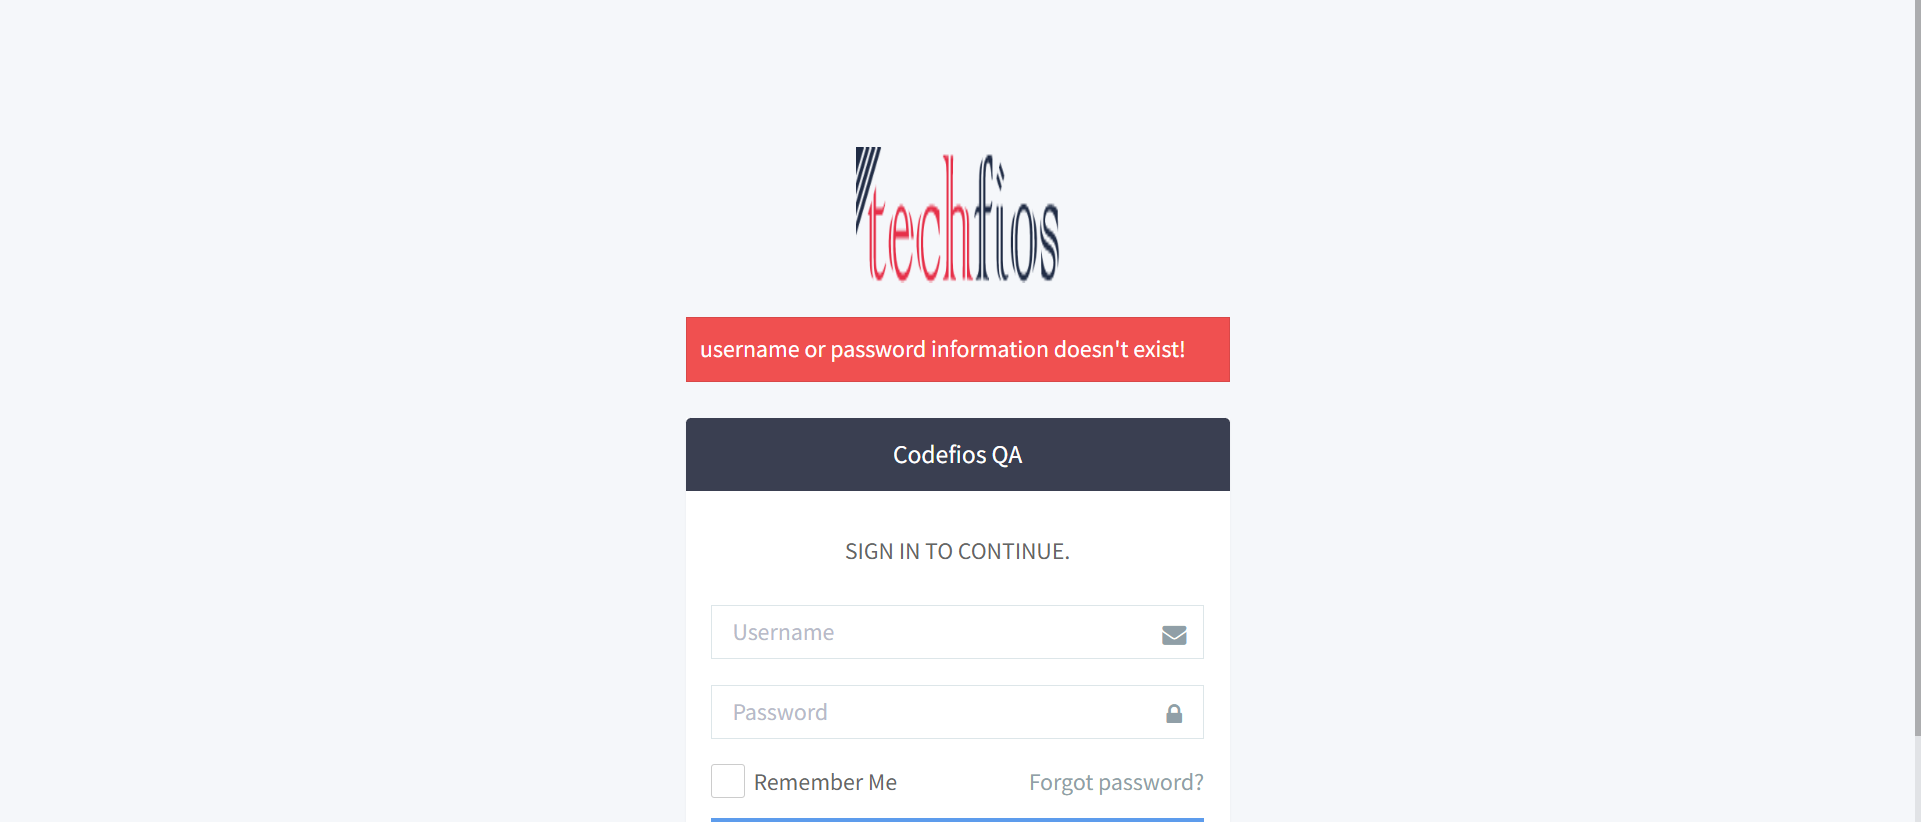 techfios
username or password information doesn't exist!
Codefios QA
SIGN IN TO CONTINUE.
Username
Password
Remember Me Forgot password?